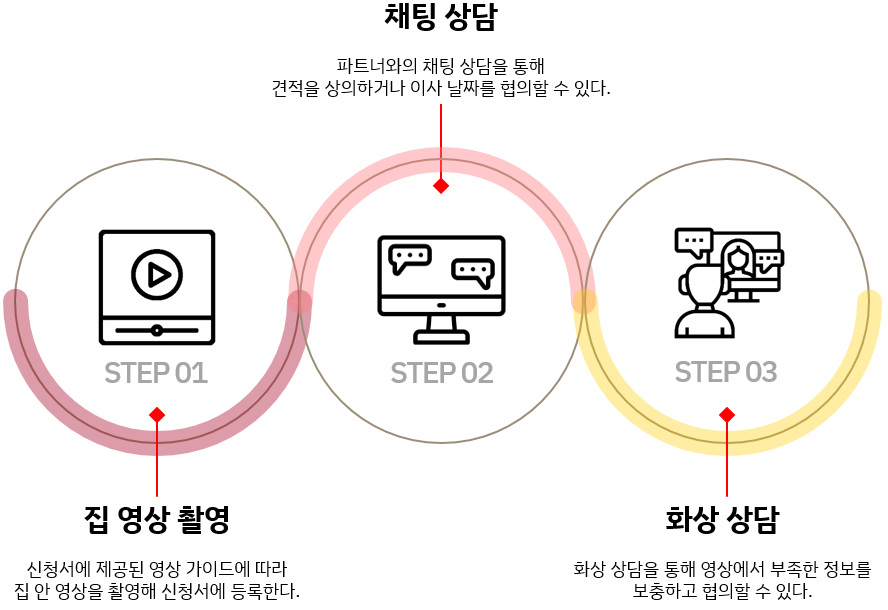 채팅 상담
파트너와의 채팅 상담을 통해
견적을 상의하거나 이사 날짜를 협의할 수 있다.
STEP 01
STEP 02
STEP 03
집 영상 촬영
신청서에 제공된 영상 가이드에 따라
집 안 영상을 촬영해 신청서에 등록한다.
화상 상담
화상 상담을 통해 영상에서 부족한 정보를
보충하고 협의할 수 있다.